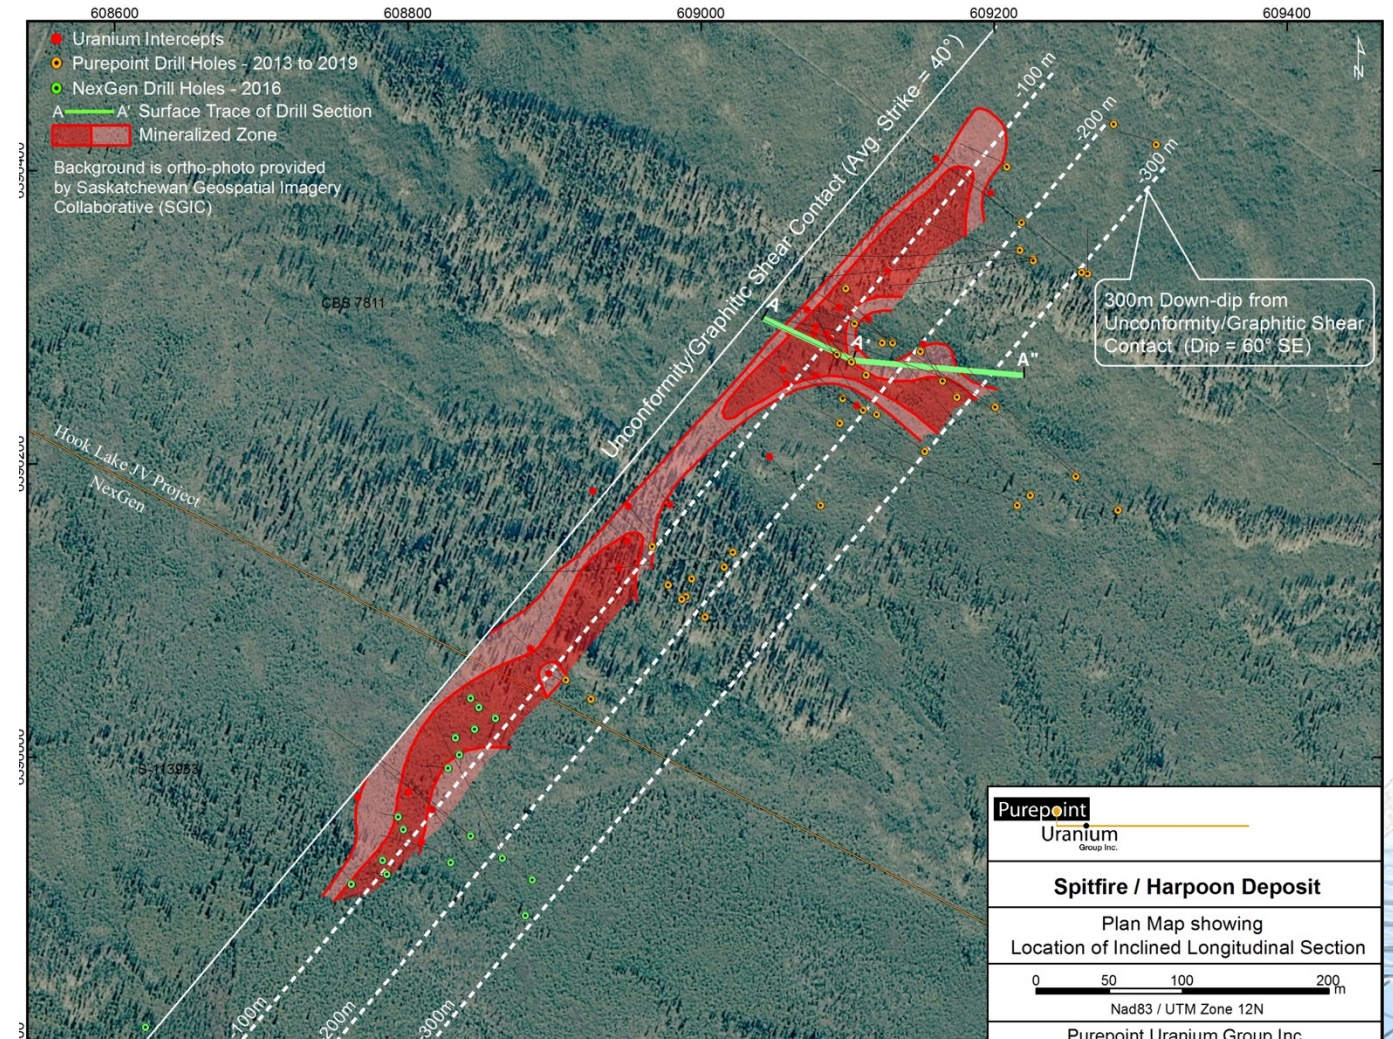 608600 608800 609000 609200 609400
Uranium Intercepts
Purepoint Drill Holes - 2013 to 2019
NexGen Drill Holes - 2016
A A' Surface Trace of Drill Section
Mineralized Zone
Background is ortho-photo provided
by Saskatchewan Geospatial Imagery
Collaborative (SGIC)
N
Unconformity/Graphitic Shear Contact (Avg. Strike= 40°)
-100 m
-200 m
-300 m
300m Down-dip from
Unconformity/Graphitic Shear
Contact (Dip = 60° SE)
CBS 7811
A
A'
A"
Hook Lake JV Project
NexGen
S-113933
-100m
-200m
-300m
Purepoint
Uranium
Group Inc.
Spitfire / Harpoon Deposit
Plan Map showing
Location of Inclined Longitudinal Section
0 50 100 200
m
Nad83 / UTM Zone 12N
Purepoint Uranium Group Inc